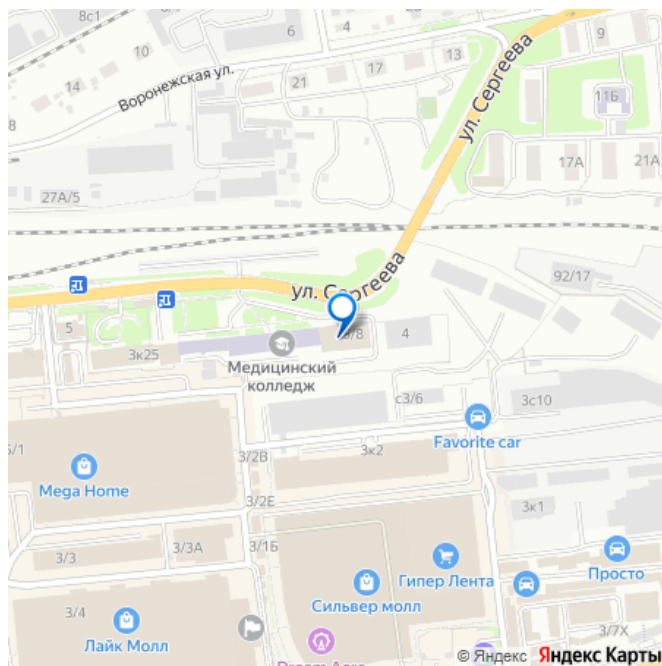 8с1
6
10
4
13
9
17
14
21
Воронежская ул.
ул. Сергеева
11Б
8
17А
21А
27А/5
92/17
ул. Сергеева
5
3к25
4
Медицинский
колледж
с3/6
3с10
Favorite car
3/2В
3к2
Mega Home
3/2Е
3к1
3/3
3/3А
3/1Б
Гипер Лента
Просто
Сильвер молл
3/4
Лайк Молл
3/7Х
© Яндекс Яндекс Карты